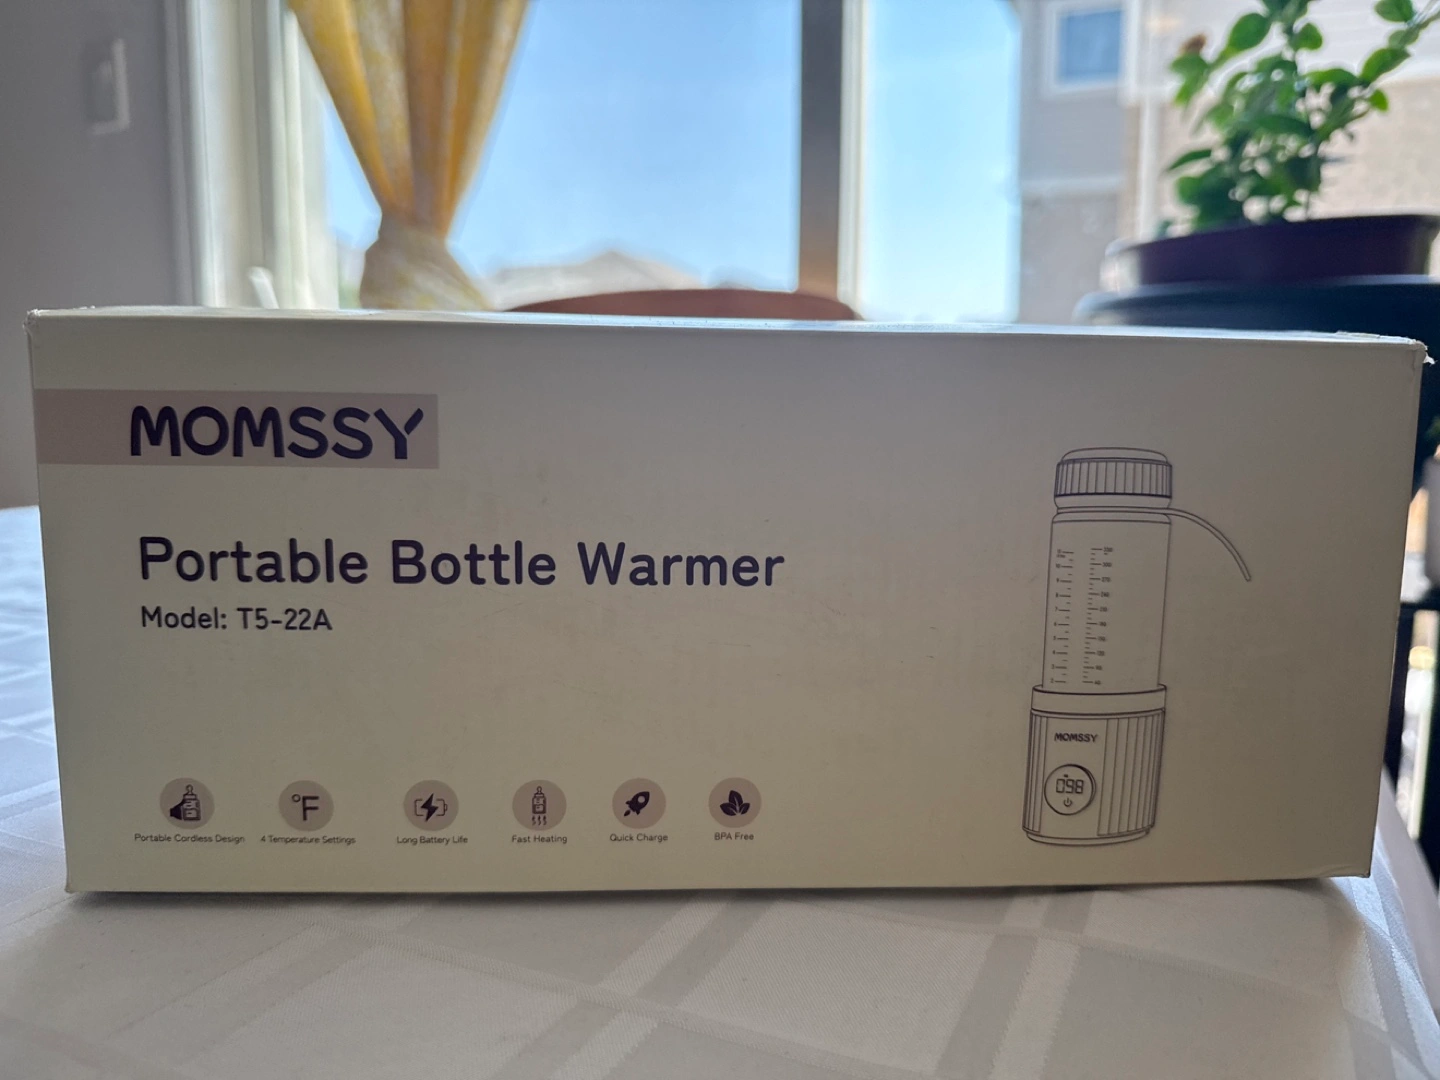 MOMSSY
Portable Bottle Warmer
Model: T5-22A
Portable Cordless Design
4 Temperature Settings
Long Battery Life
Fast Heating
Quick Charge
BPA Free
°F
MOMSSY
098